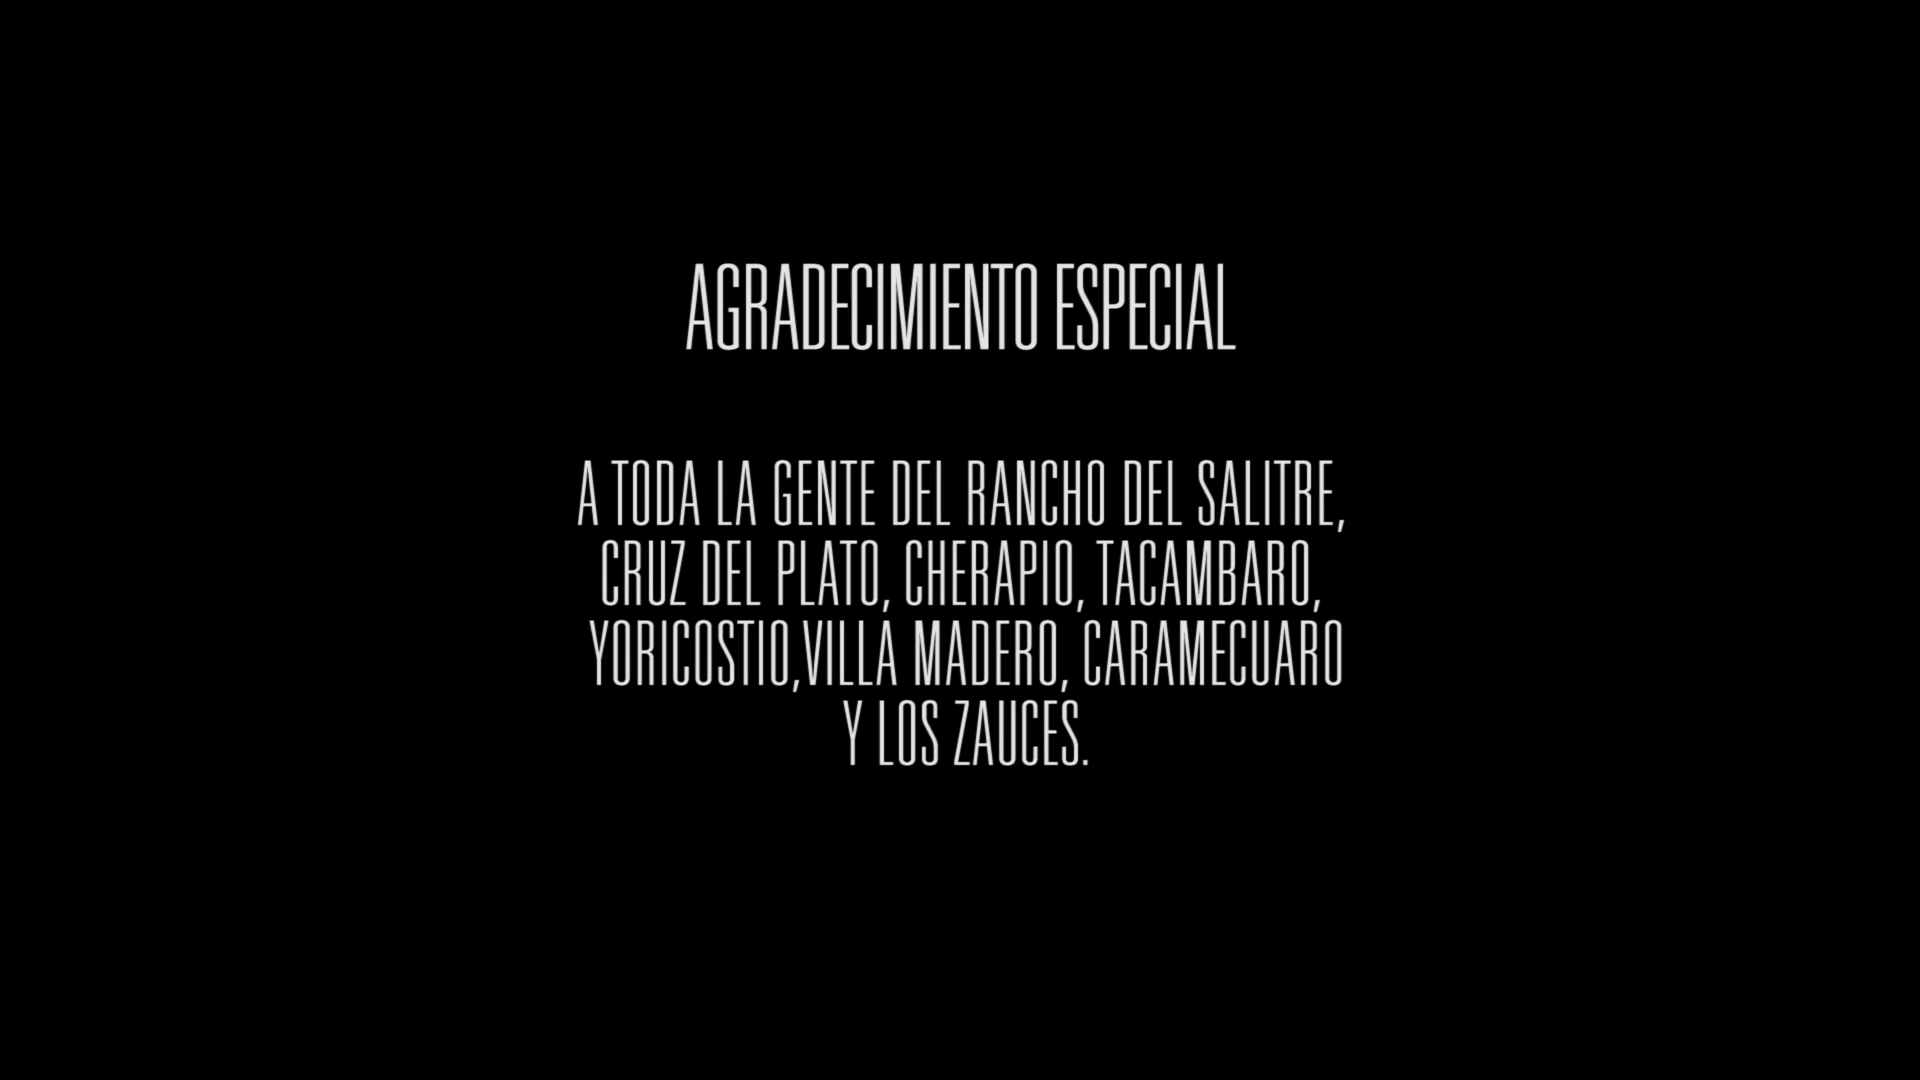 AGRADECIMIENTO ESPECIAL
A TODA LA GENTE DEL RANCHO DEL SALITRE,
CRUZ DEL PLATO, CHERAPIO, TACAMBARO,
YORICOSTIO,VILLA MADERO, CARAMECUARO
Y LOS ZAUCES.